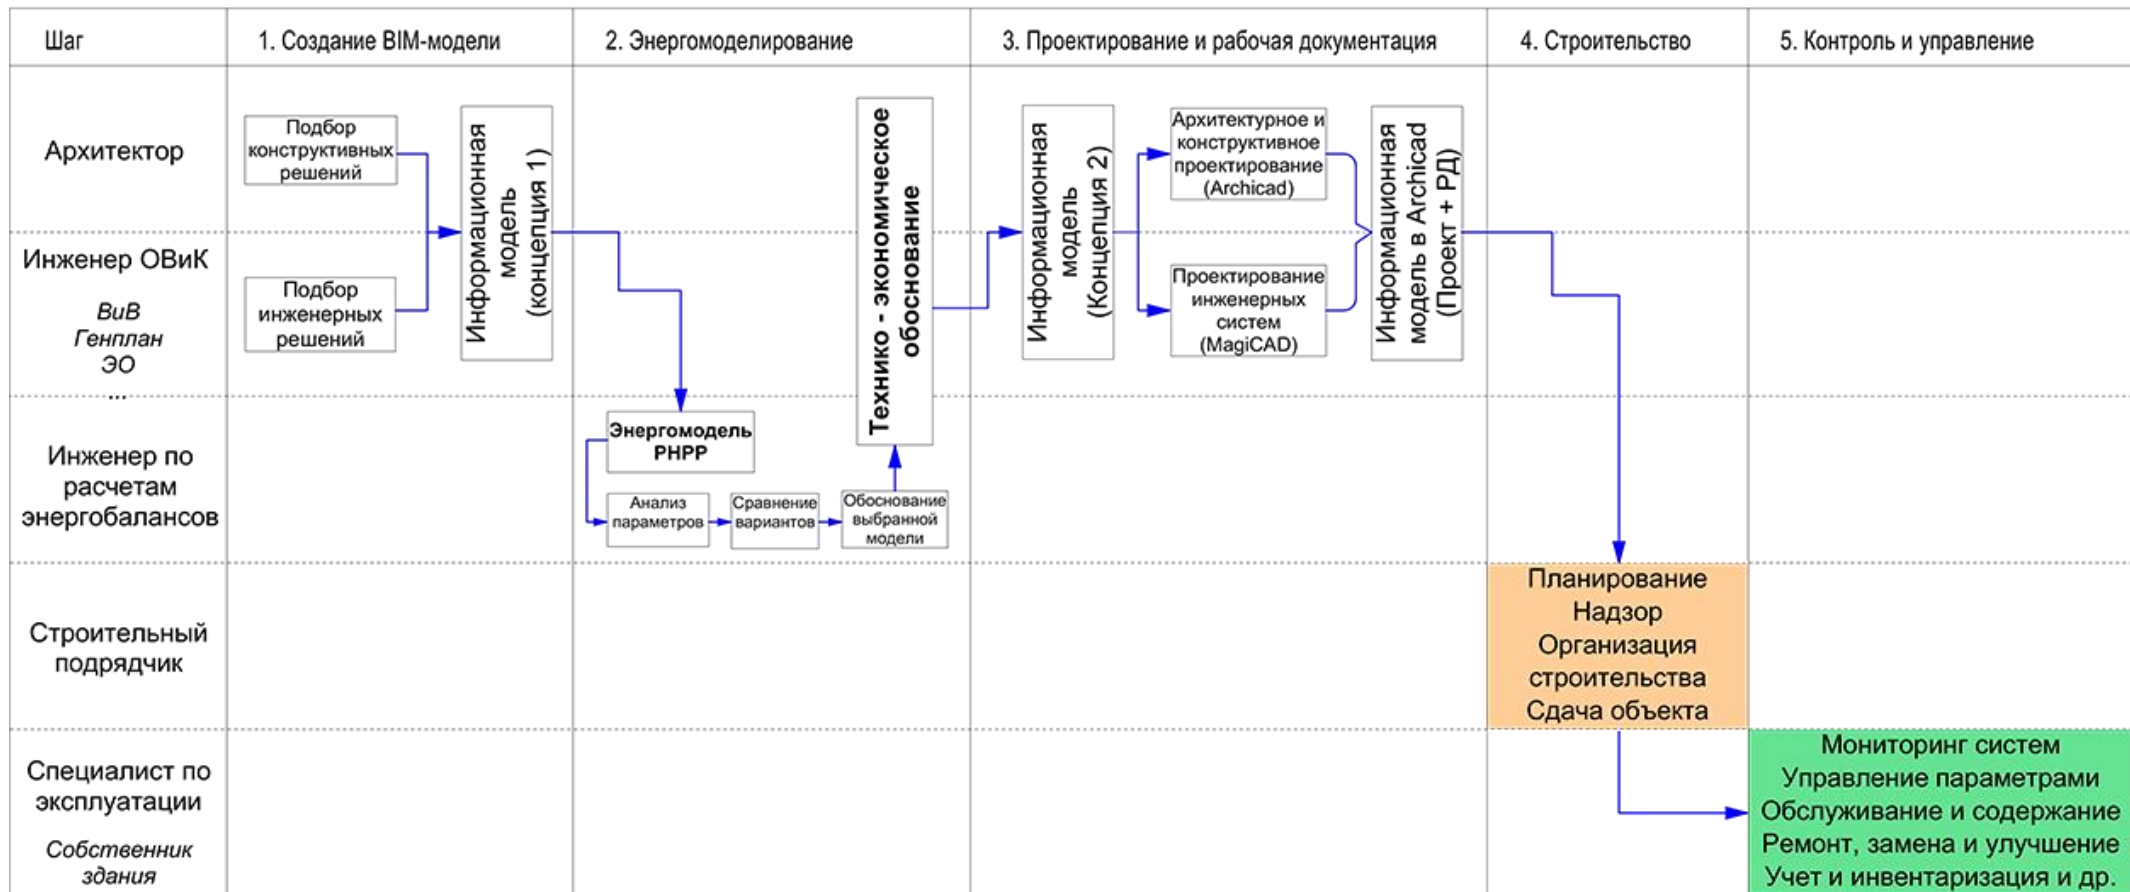 Шаг
1. Создание BIM-модели
2. Энергомоделирование
3. Проектирование и рабочая документация
4. Строительство
5. Контроль и управление
Архитектор
Подбор
конструктивных
решений
Информационная
модель
(концепция 1)
Технико - экономическое
обоснование
Информационная
модель
(Концепция 2)
Архитектурное и
конструктивное
проектирование
(Archicad)
Информационная
модель в Archicad
(Проект + РД)
Инженер ОВиК
ВиВ
Генплан
ЭО
...
Подбор
инженерных
решений
Проектирование
инженерных
систем
(MagiCAD)
Инженер по
расчетам
энергобалансов
Энергомодель
PHPP
Анализ
параметров
Сравнение
вариантов
Обоснование
выбранной
модели
Строительный
подрядчик
Планирование
Надзор
Организация
строительства
Сдача объекта
Специалист по
эксплуатации
Собственник
здания
Мониторинг систем
Управление параметрами
Обслуживание и содержание
Ремонт, замена и улучшение
Учет и инвентаризация и др.